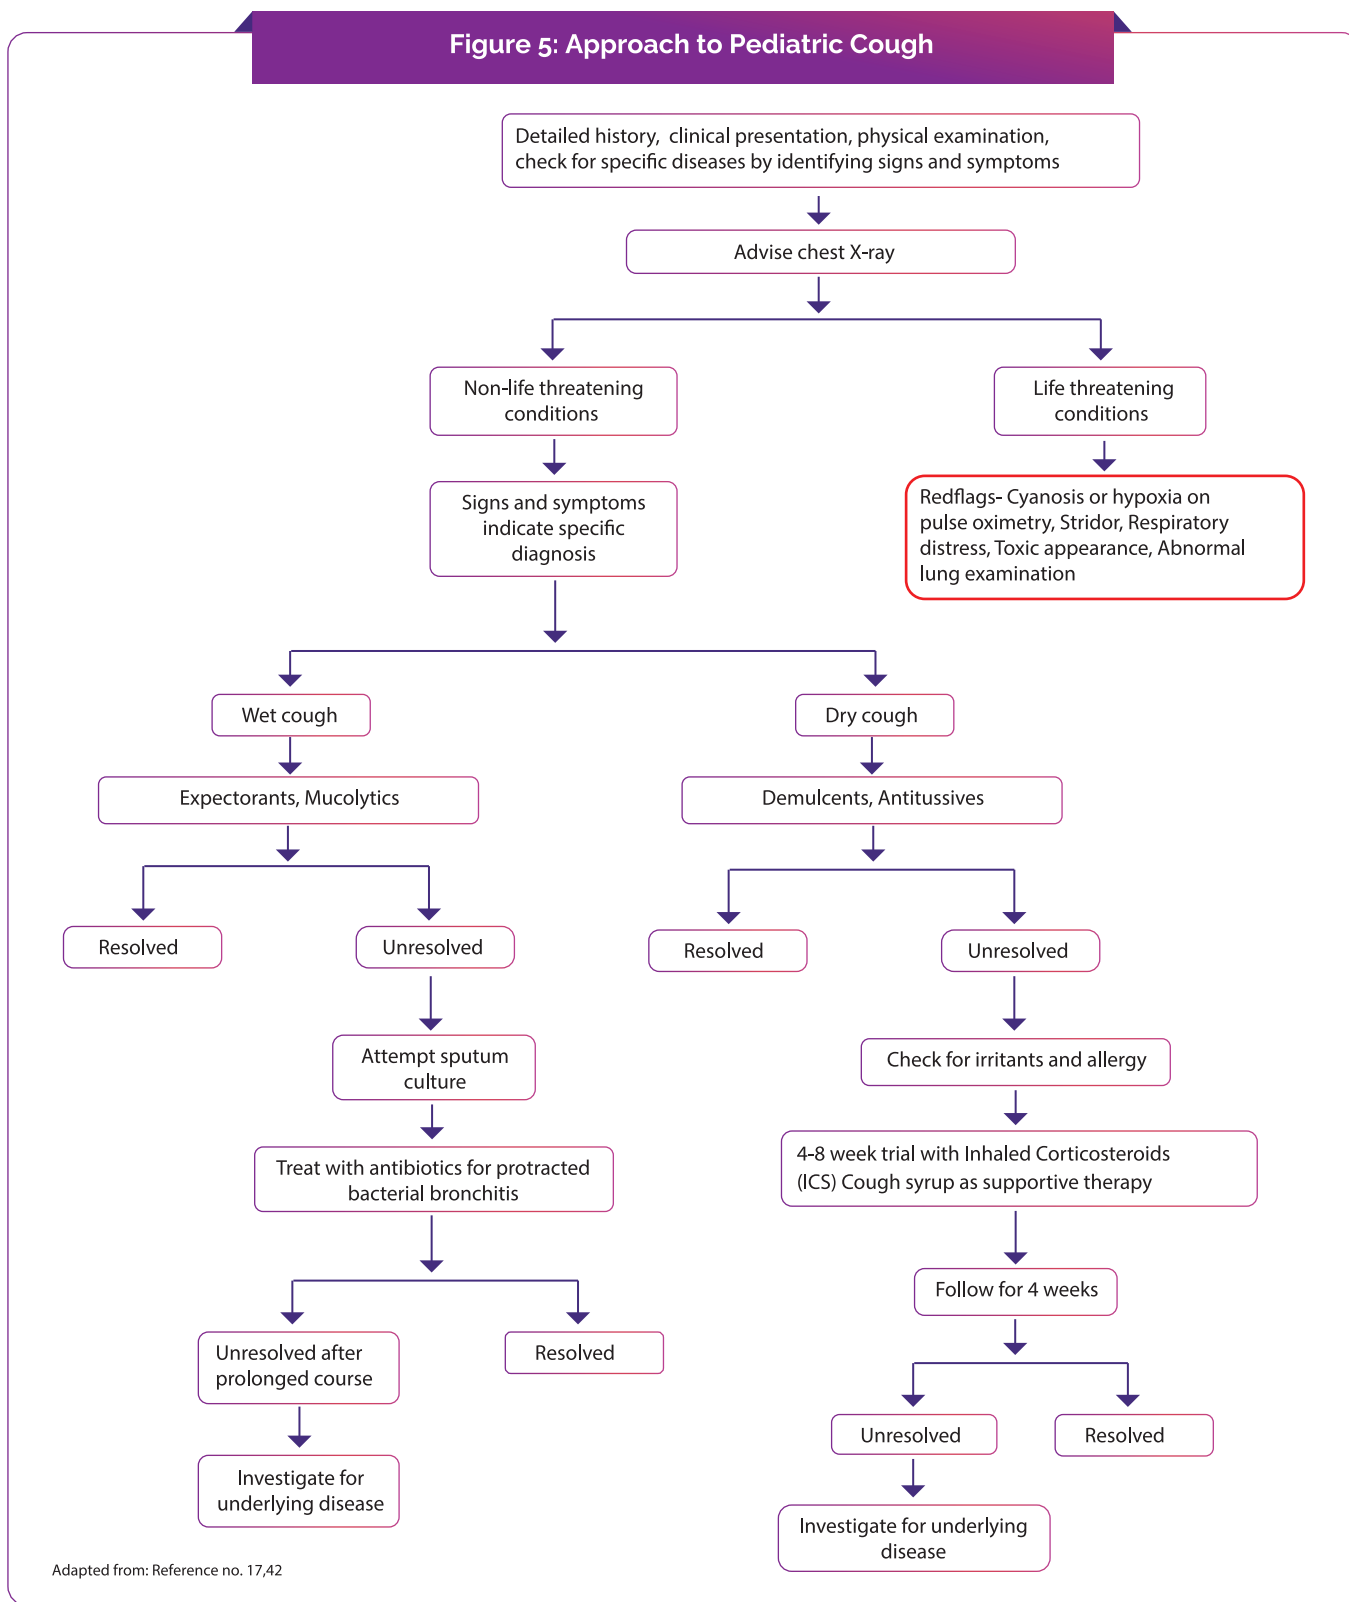 Figure 5: Approach to Pediatric Cough
Detailed history, clinical presentation, physical examination,
check for specific diseases by identifying signs and symptoms
Advise chest X-ray
Non-life threatening
conditions
Life threatening
conditions
Signs and symptoms
indicate specific
diagnosis
Redflags- Cyanosis or hypoxia on
pulse oximetry, Stridor, Respiratory
distress, Toxic appearance, Abnormal
lung examination
Wet cough
Dry cough
Expectorants, Mucolytics
Demulcents, Antitussives
Resolved
Unresolved
Resolved
Unresolved
Attempt sputum
culture
Check for irritants and allergy
Treat with antibiotics for protracted
bacterial bronchitis
4-8 week trial with Inhaled Corticosteroids
(ICS) Cough syrup as supportive therapy
Follow for 4 weeks
Unresolved after
prolonged course
Resolved
Unresolved
Resolved
Investigate for
underlying disease
Investigate for underlying
disease
Adapted from: Reference no. 17,42